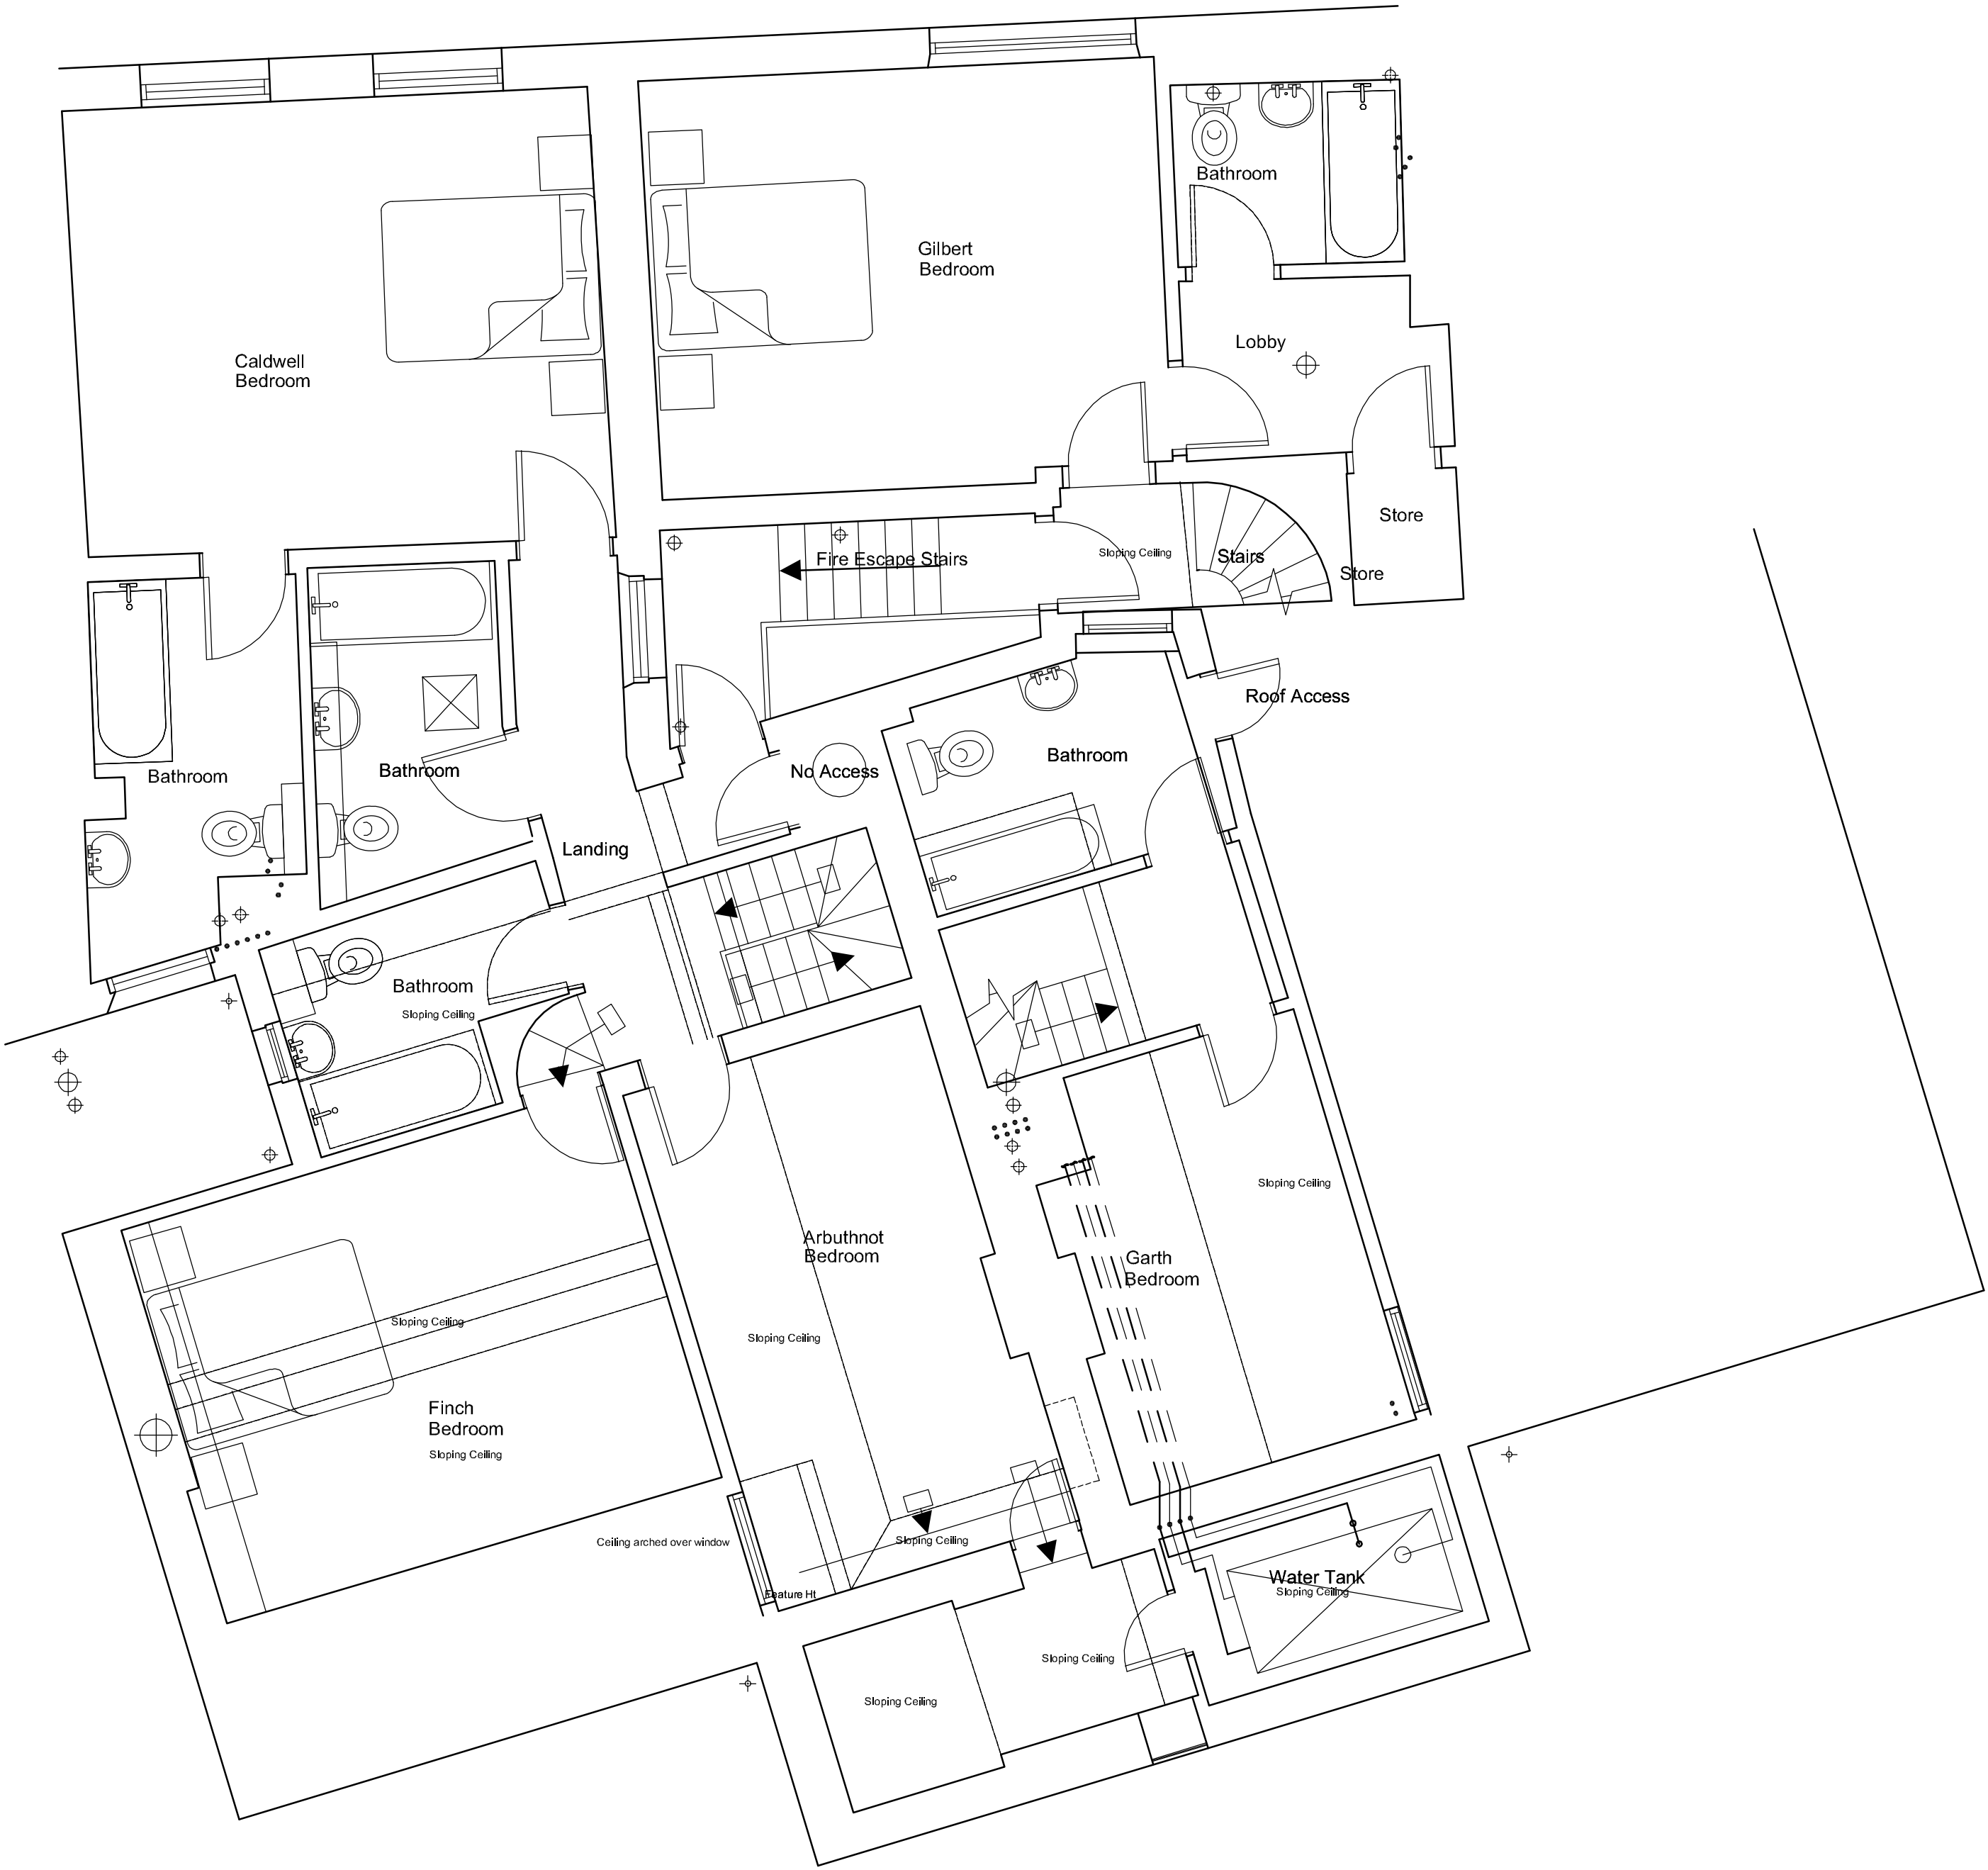 Bathroom
Gilbert
Bedroom
Lobby
Caldwell
Bedroom
Store
Sloping Ceiling
Stairs
Fire Escape Stairs
Store
Roof Access
Bathroom
Bathroom
Bathroom
No Access
Landing
Bathroom
Sloping Ceiling
Sloping Ceiling
Arbuthnot
Bedroom
Garth
Bedroom
Sloping Ceiling
Sloping Ceiling
Finch
Bedroom
Sloping Ceiling
Ceiling arched over window
Sloping Ceiling
Feature Ht
Water Tank
Sloping Ceiling
Sloping Ceiling
Sloping Ceiling